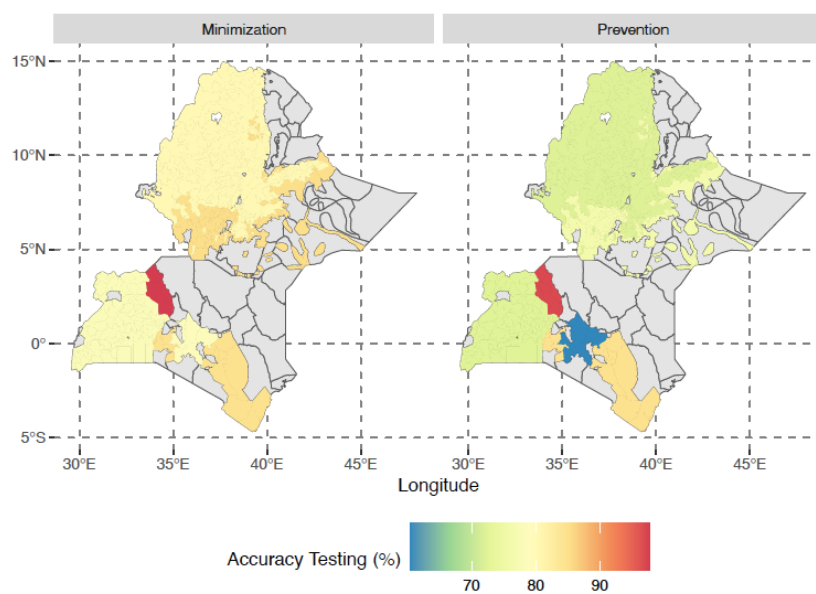 Minimization Prevention
15°N
10°N
5°N
0°
5°S
30°E 35°E 40°E 45°E 30°E 35°E 40°E 45°E
Longitude
Accuracy Testing (%)
70 80 90